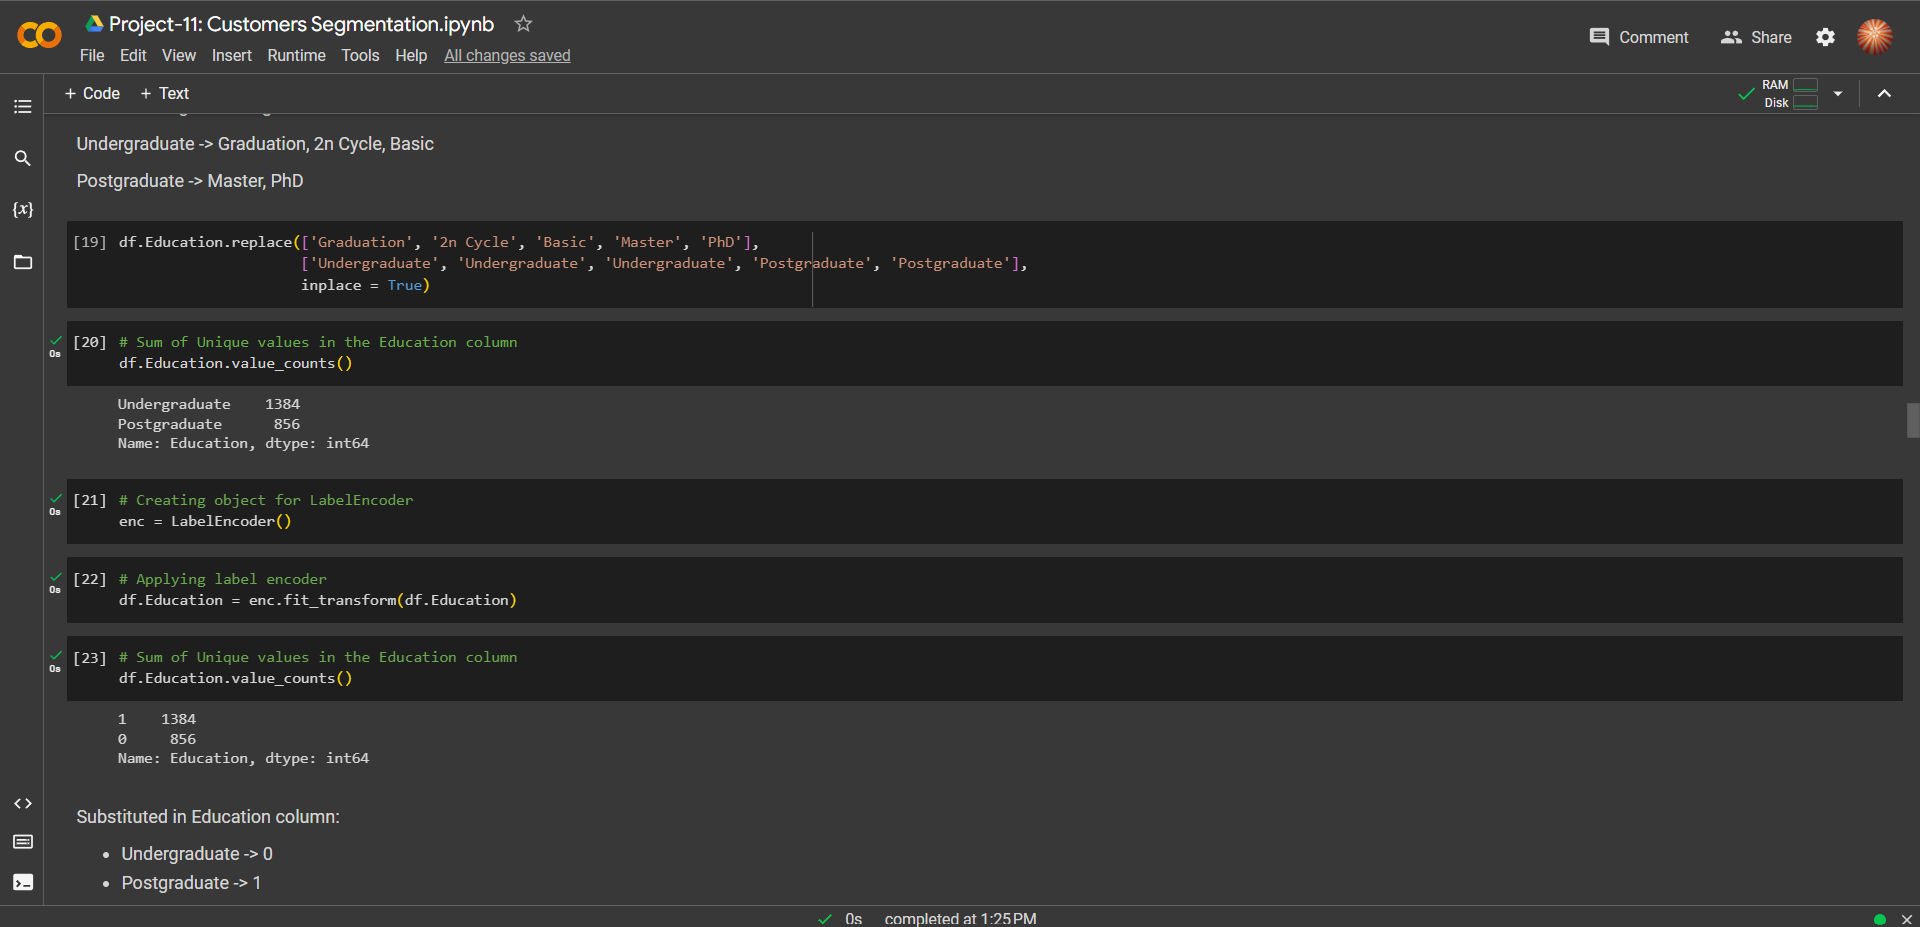 Project-11: Customers Segmentation.ipynb
File Edit View Insert Runtime Tools Help All changes saved
Comment Share
+ Code + Text
RAM
Disk
Undergraduate -> Graduation, 2n Cycle, Basic
Postgraduate -> Master, PhD
[19] df.Education.replace(['Graduation', '2n Cycle', 'Basic', 'Master', 'PhD'],
['Undergraduate', 'Undergraduate', 'Undergraduate', 'Postgraduate', 'Postgraduate'],
inplace = True)
0s
[20] # Sum of Unique values in the Education column
df.Education.value_counts()
Undergraduate 1384
Postgraduate 856
Name: Education, dtype: int64
0s
[21] # Creating object for LabelEncoder
enc = LabelEncoder()
0s
[22] # Applying label encoder
df.Education = enc.fit_transform(df.Education)
0s
[23] # Sum of Unique values in the Education column
df.Education.value_counts()
1 1384
0 856
Name: Education, dtype: int64
Substituted in Education column:
• Undergraduate -> 0
• Postgraduate -> 1
0s completed at 1:25 PM